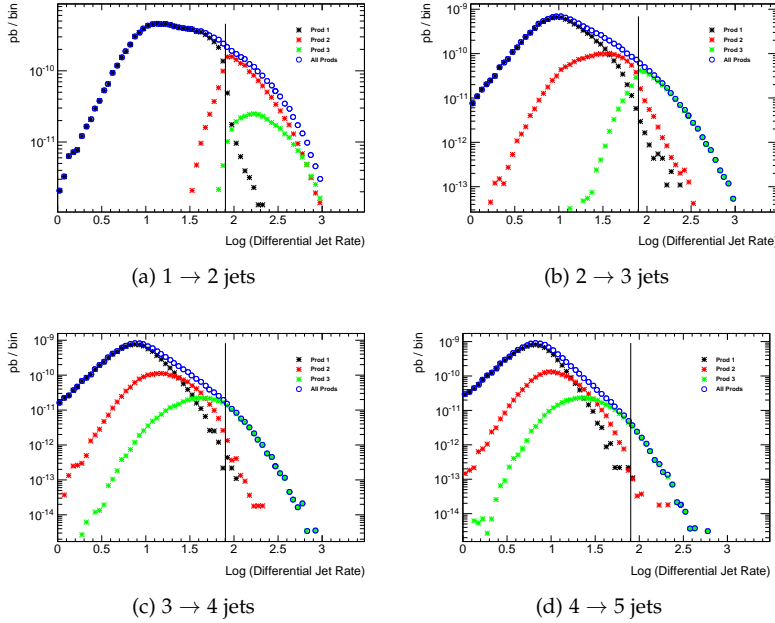 pb / bin
Prod 1
Prod 2
Prod 3
All Prods
10⁻¹⁰
10⁻¹¹
0 0.5 1 1.5 2 2.5 3
Log (Differential Jet Rate)
(a) 1 → 2 jets
pb / bin
10⁻⁹
Prod 1
Prod 2
Prod 3
All Prods
10⁻¹⁰
10⁻¹¹
10⁻¹²
10⁻¹³
0 0.5 1 1.5 2 2.5 3
Log (Differential Jet Rate)
(b) 2 → 3 jets
pb / bin
10⁻⁹
Prod 1
Prod 2
Prod 3
All Prods
10⁻¹⁰
10⁻¹¹
10⁻¹²
10⁻¹³
10⁻¹⁴
0 0.5 1 1.5 2 2.5 3
Log (Differential Jet Rate)
(c) 3 → 4 jets
pb / bin
10⁻⁹
Prod 1
Prod 2
Prod 3
All Prods
10⁻¹⁰
10⁻¹¹
10⁻¹²
10⁻¹³
10⁻¹⁴
0 0.5 1 1.5 2 2.5 3
Log (Differential Jet Rate)
(d) 4 → 5 jets